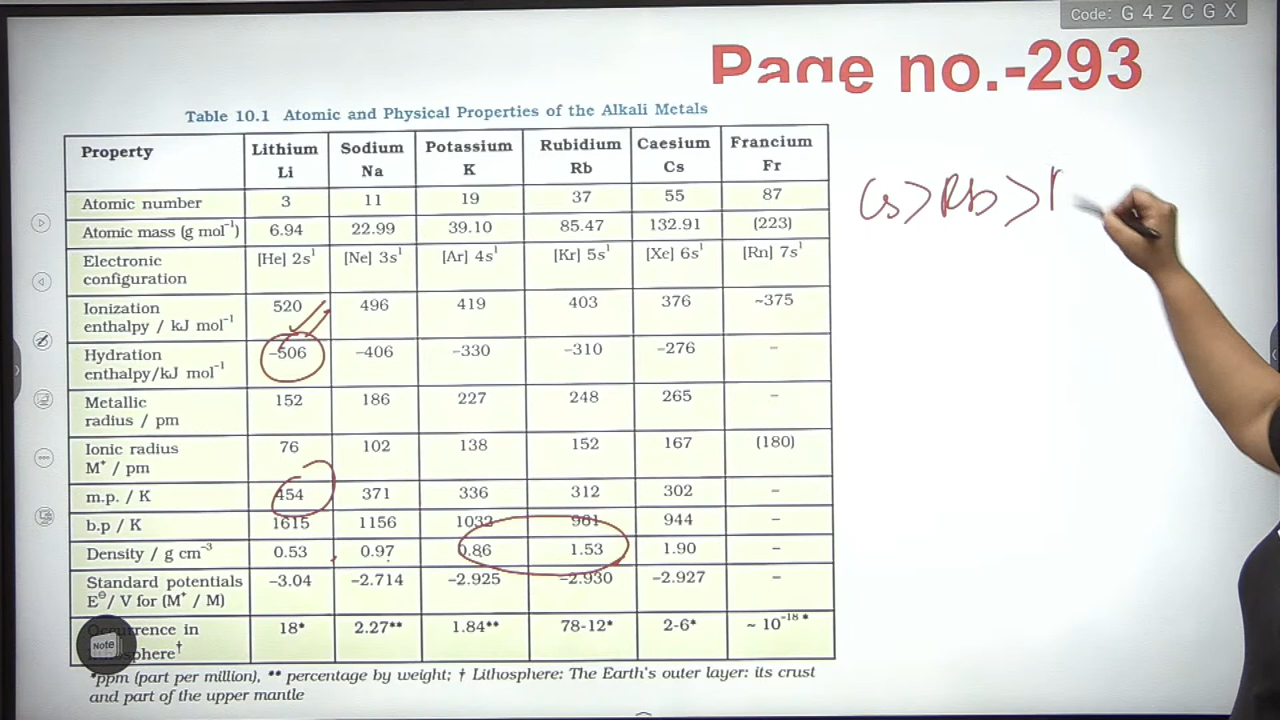 Code: G 4 Z C G X
Page no.-293
Table 10.1 Atomic and Physical Properties of the Alkali Metals
Property Lithium Li Sodium Na Potassium K Rubidium Rb Caesium Cs Francium Fr
Atomic number 3 11 19 37 55 87
Atomic mass (g mol⁻¹) 6.94 22.99 39.10 85.47 132.91 (223)
Electronic configuration [He] 2s¹ [Ne] 3s¹ [Ar] 4s¹ [Kr] 5s¹ [Xe] 6s¹ [Rn] 7s¹
Ionization enthalpy / kJ mol⁻¹ 520 496 419 403 376 ~375
Hydration enthalpy/kJ mol⁻¹ –506 –406 –330 –310 –276 –
Metallic radius / pm 152 186 227 248 265 –
Ionic radius M⁺ / pm 76 102 138 152 167 (180)
m.p. / K 454 371 336 312 302 –
b.p / K 1615 1156 1032 961 944 –
Density / g cm⁻³ 0.53 0.97 0.86 1.53 1.90 –
Standard potentials E⊖/ V for (M⁺ / M) –3.04 –2.714 –2.925 –2.930 –2.927 –
in 18* 2.27** 1.84** 78-12* 2-6* ~ 10⁻¹⁸ *
*ppm (part per million), ** percentage by weight; † Lithosphere: The Earth's outer layer: its crust
and part of the upper mantle
Cs > Rb >
Note